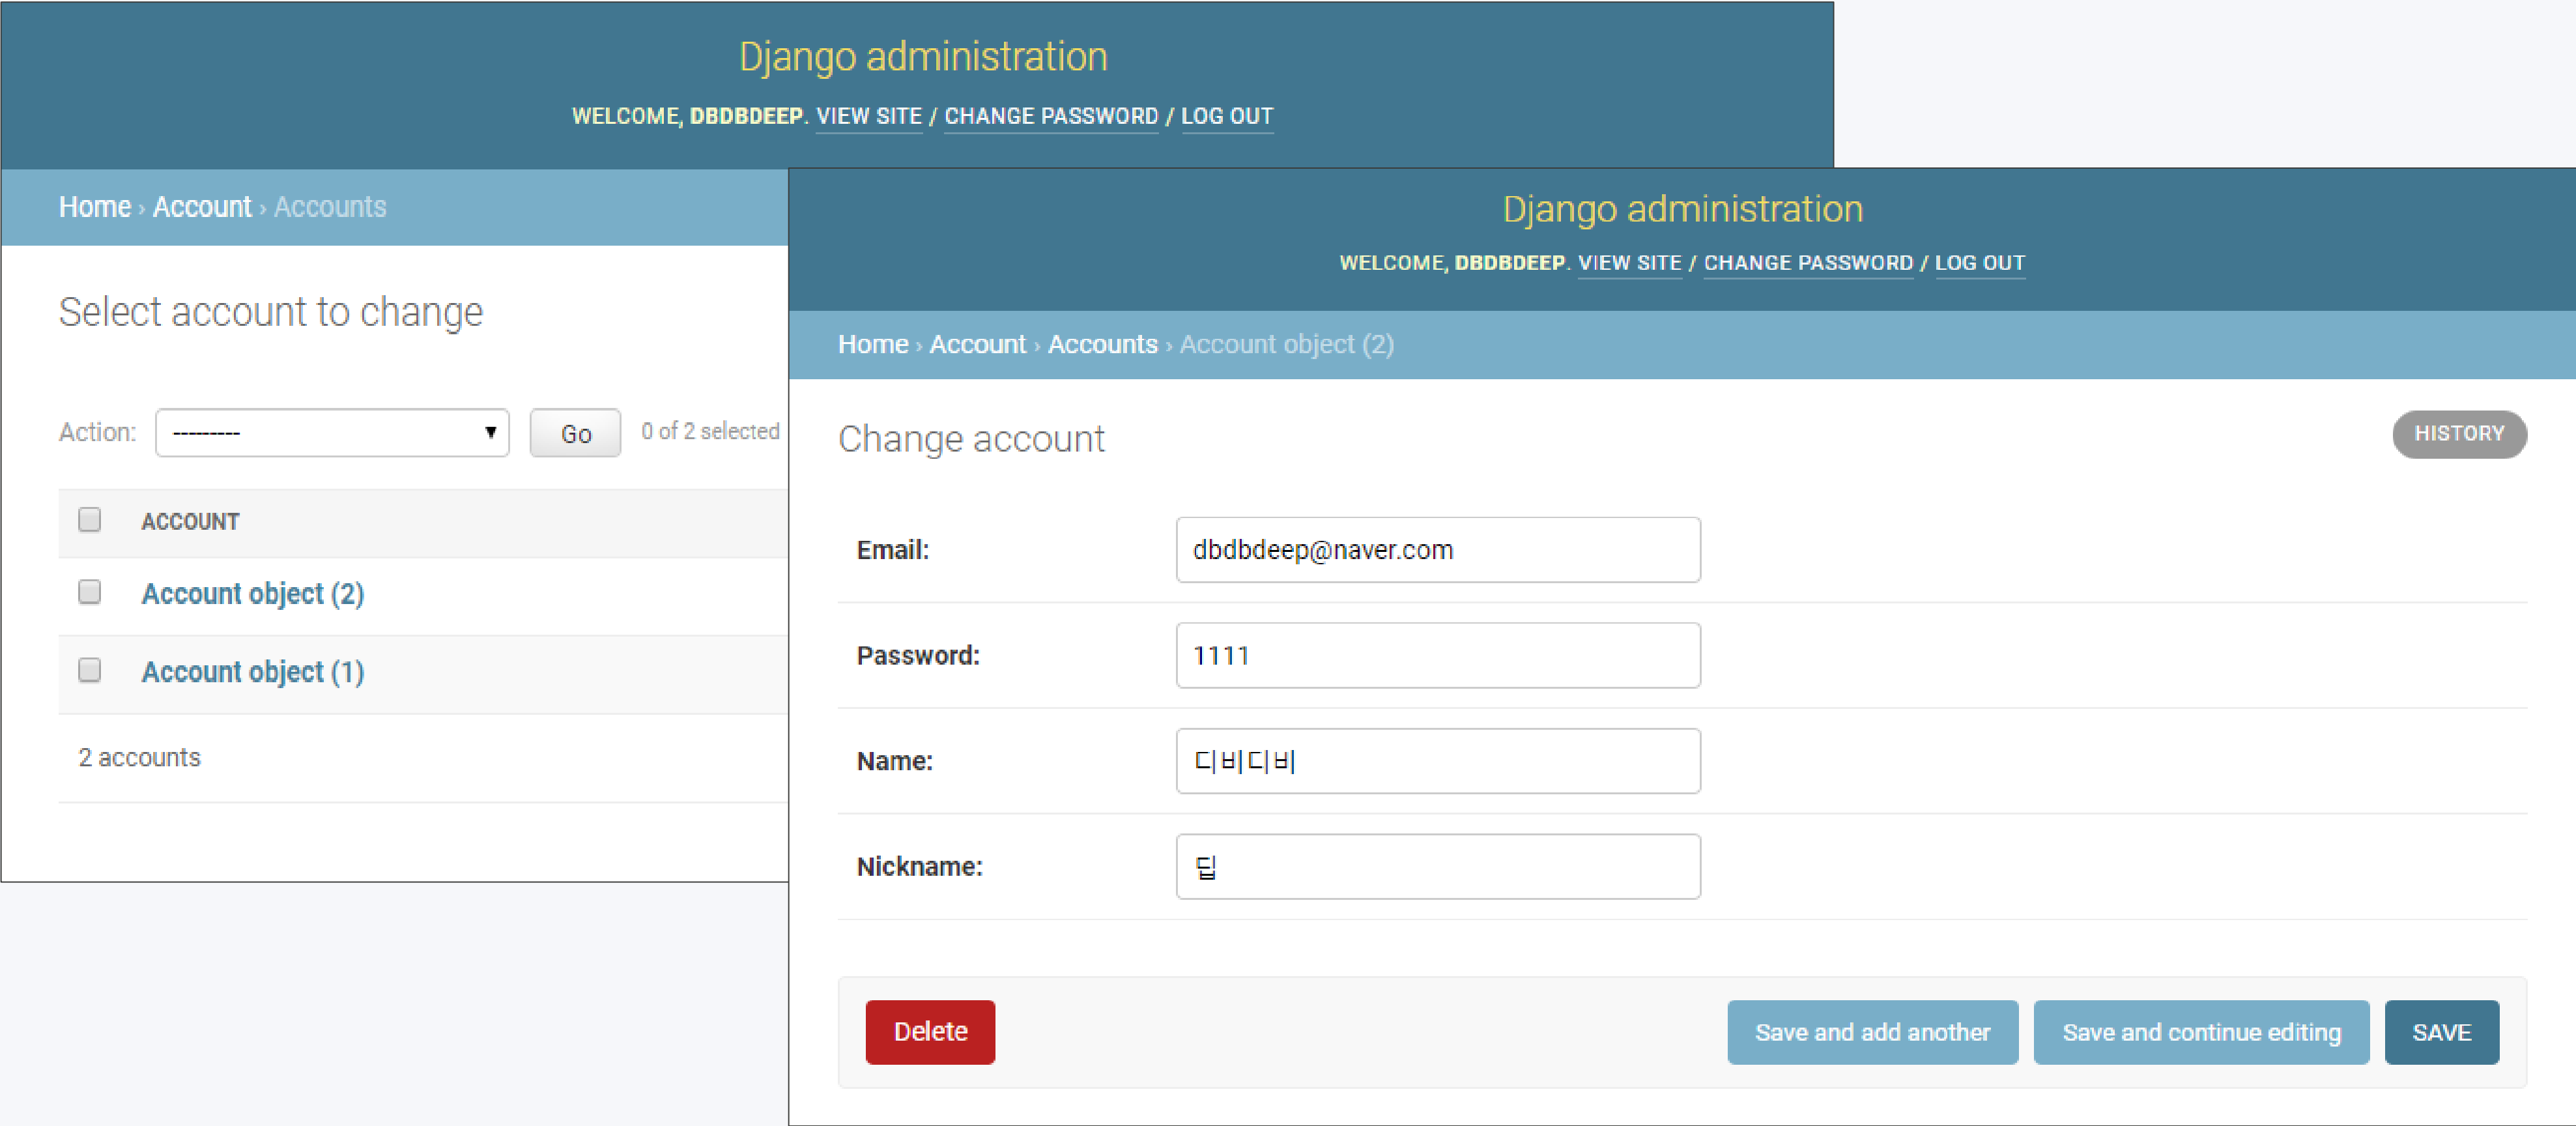 Django administration
WELCOME, DBDBDEEP. VIEW SITE / CHANGE PASSWORD / LOG OUT
Home › Account › Accounts
Select account to change
Action: --------- Go 0 of 2 selected
ACCOUNT
Account object (2)
Account object (1)
2 accounts
Django administration
WELCOME, DBDBDEEP. VIEW SITE / CHANGE PASSWORD / LOG OUT
Home › Account › Accounts › Account object (2)
Change account
HISTORY
Email: dbdbdeep@naver.com
Password: 1111
Name: 디비디비
Nickname: 딥
Delete Save and add another Save and continue editing SAVE